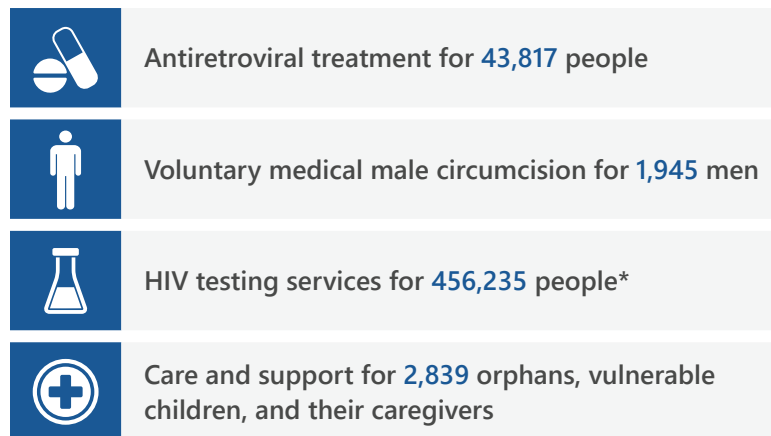 Antiretroviral treatment for 43,817 people
Voluntary medical male circumcision for 1,945 men
HIV testing services for 456,235 people*
Care and support for 2,839 orphans, vulnerable
children, and their caregivers